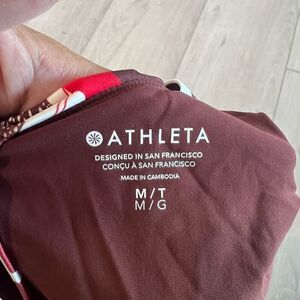 ATHLETA
DESIGNED IN SAN FRANCISCO
CONÇU À SAN FRANCISCO
MADE IN CAMBODIA
M/T
M/G